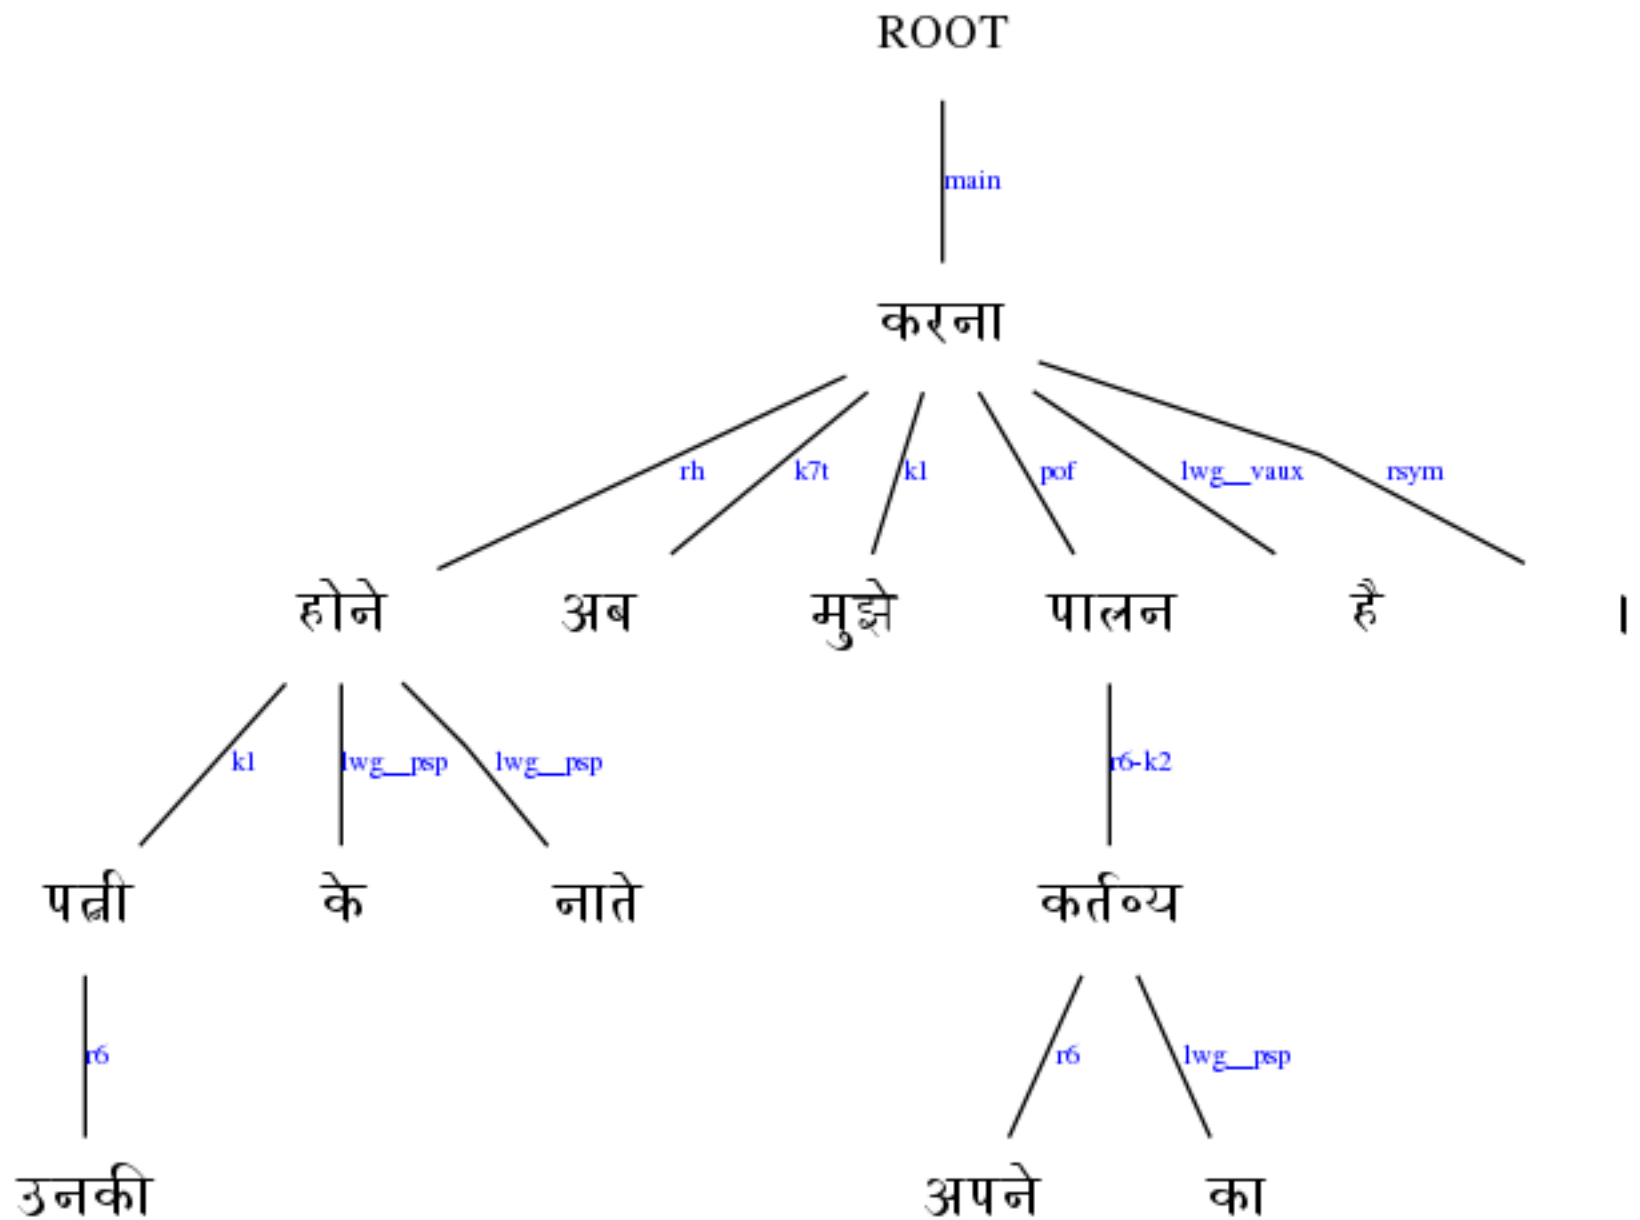 ROOT
main
करना
rh k7t k1 pof lwg__vaux rsym
होने अब मुझे पालन है ।
k1 lwg__psp lwg__psp r6-k2
पत्नी के नाते कर्तव्य
r6 r6 lwg__psp
उनकी अपने का